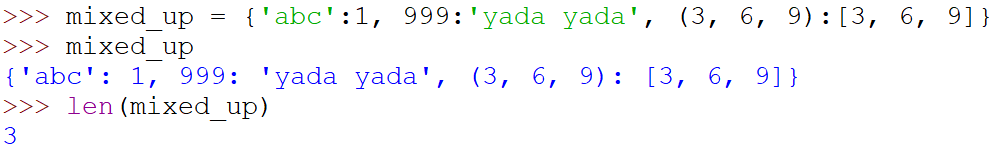 >>> mixed_up = {'abc':1, 999:'yada yada', (3, 6, 9):[3, 6, 9]}
>>> mixed_up
{'abc': 1, 999: 'yada yada', (3, 6, 9): [3, 6, 9]}
>>> len(mixed_up)
3